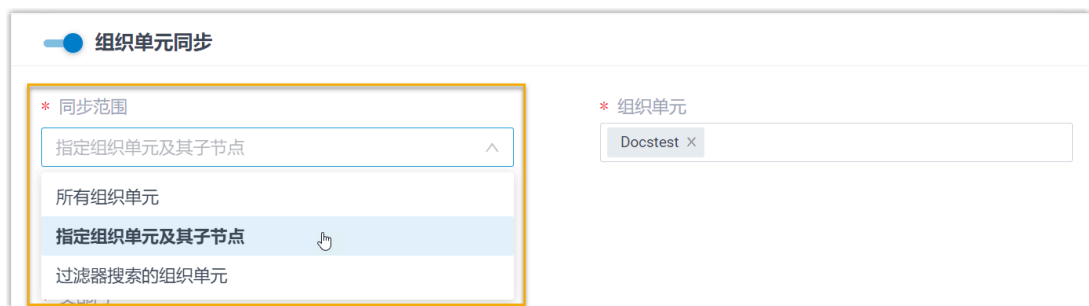 组织单元同步
* 同步范围
* 组织单元
指定组织单元及其子节点
Docstest ×
所有组织单元
指定组织单元及其子节点
过滤器搜索的组织单元